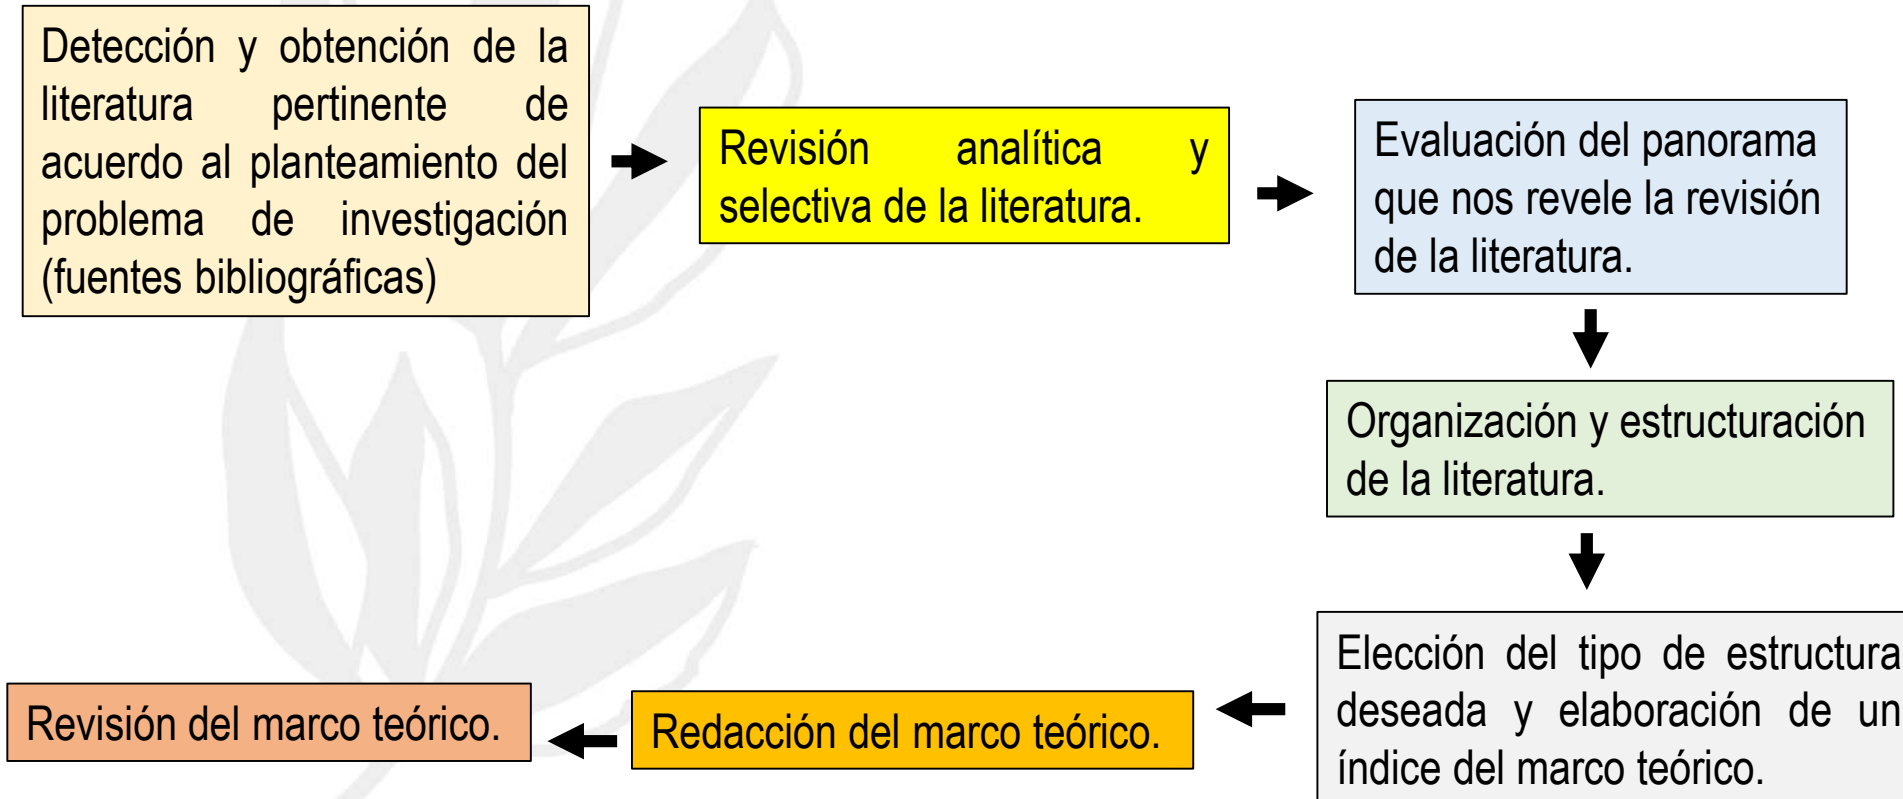 Detección y obtención de la
literatura pertinente de
acuerdo al planteamiento del
problema de investigación
(fuentes bibliográficas)
Revisión analítica y
selectiva de la literatura.
Evaluación del panorama
que nos revele la revisión
de la literatura.
Organización y estructuración
de la literatura.
Elección del tipo de estructura
deseada y elaboración de un
índice del marco teórico.
Redacción del marco teórico.
Revisión del marco teórico.